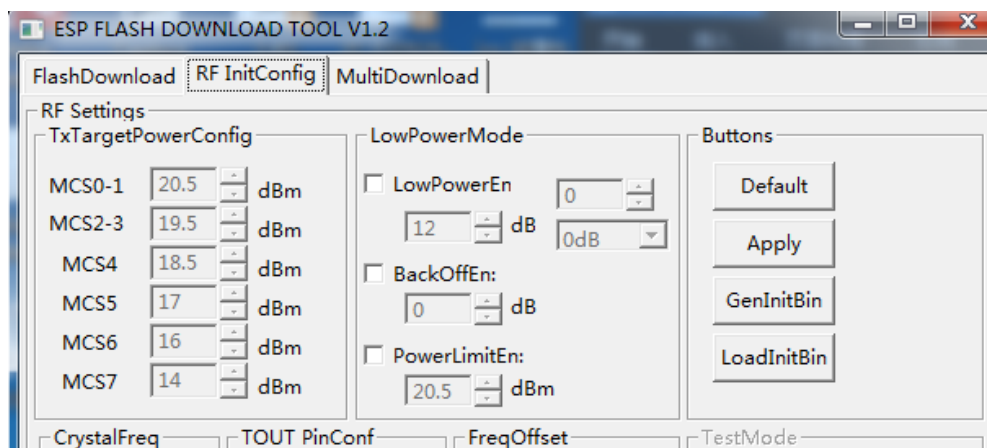 ESP FLASH DOWNLOAD TOOL V1.2
FlashDownload RF InitConfig MultiDownload
RF Settings
TxTargetPowerConfig
MCS0-1 20.5 dBm
MCS2-3 19.5 dBm
MCS4 18.5 dBm
MCS5 17 dBm
MCS6 16 dBm
MCS7 14 dBm
LowPowerMode
LowPowerEn 0
12 dB 0dB
BackOffEn:
0 dB
PowerLimitEn:
20.5 dBm
Buttons
Default
Apply
GenInitBin
LoadInitBin
CrystalFreq TOUT PinConf FreqOffset TestMode